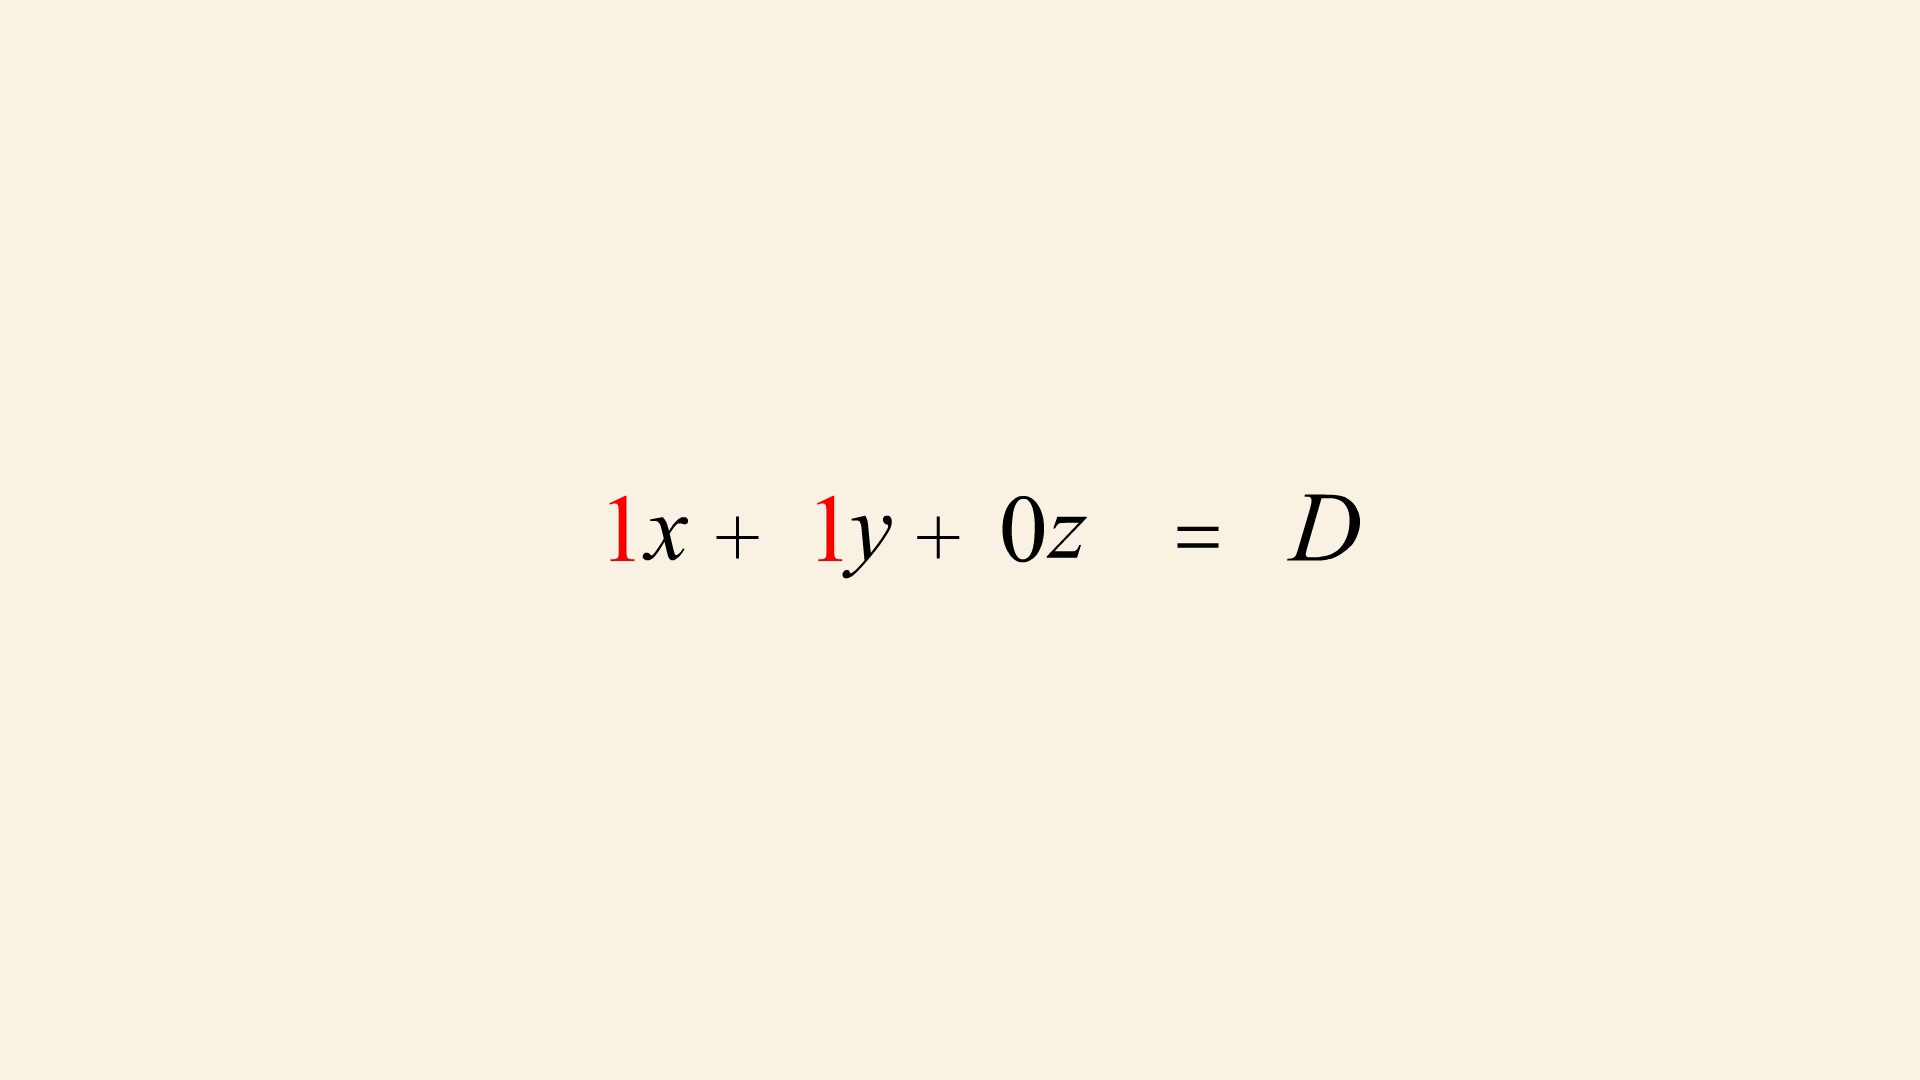 1x + 1y + 0z = D